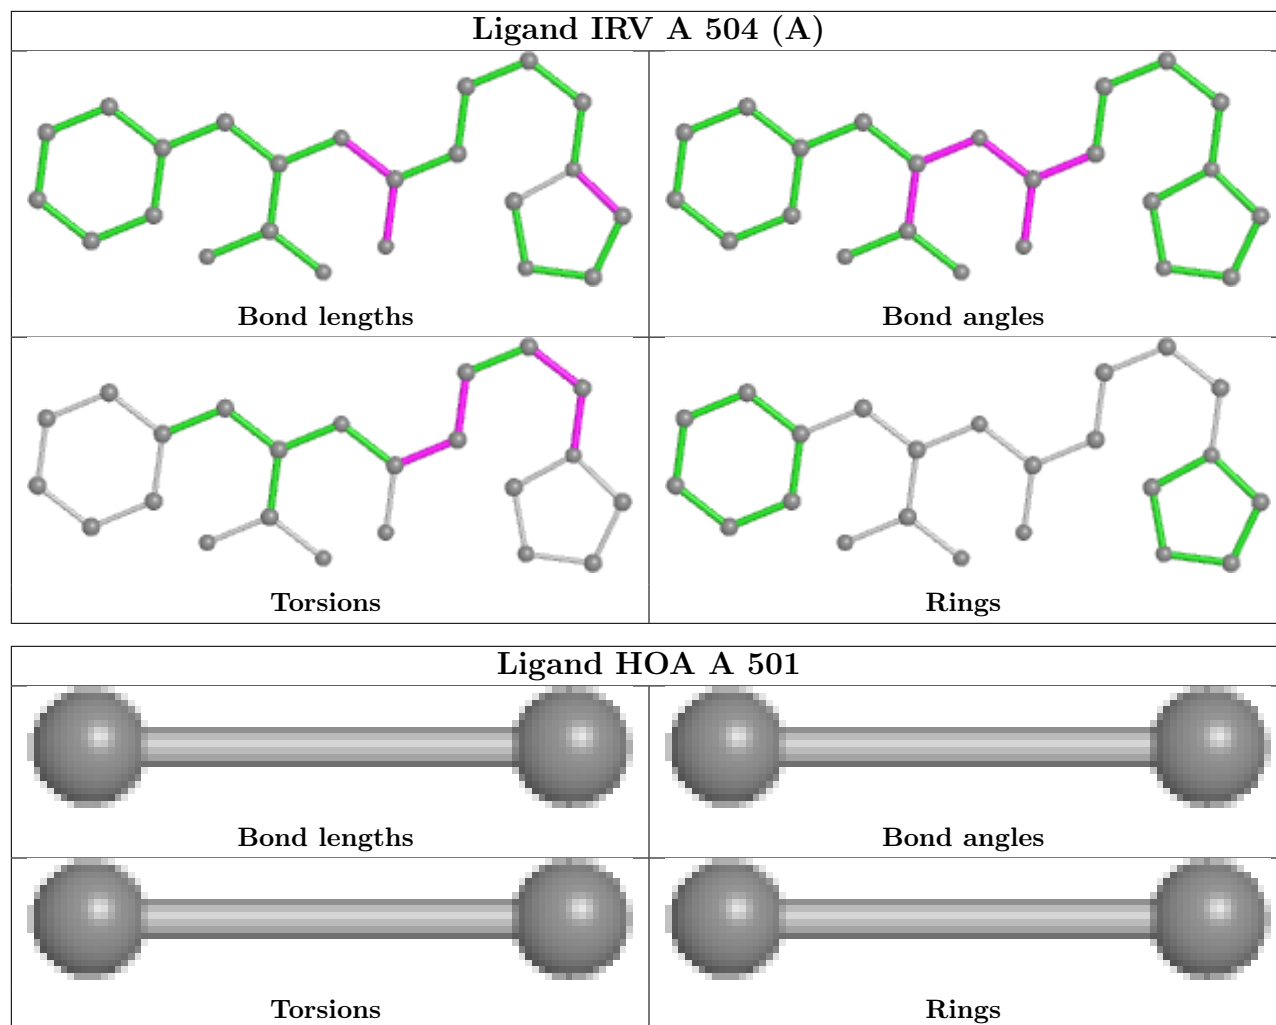 Ligand IRV A 504 (A)
Bond lengths
Bond angles
Torsions
Rings
Ligand HOA A 501
Bond lengths
Bond angles
Torsions
Rings